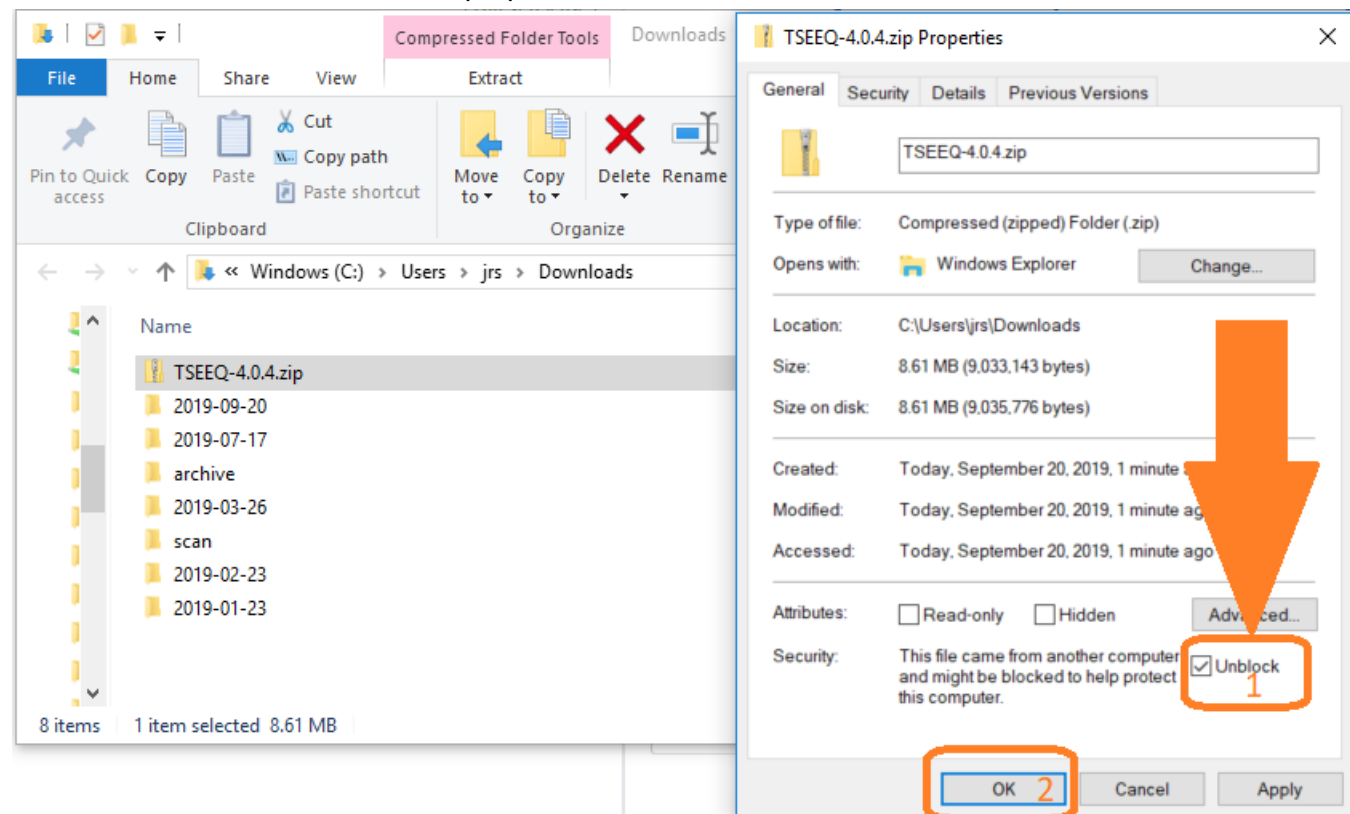 Compressed Folder Tools
Downloads
File Home Share View Extract
Pin to Quick access
Copy
Paste
Cut
Copy path
Paste shortcut
Move to
Copy to
Delete
Rename
Clipboard
Organize
« Windows (C:) > Users > jrs > Downloads
Name
TSEEQ-4.0.4.zip
2019-09-20
2019-07-17
archive
2019-03-26
scan
2019-02-23
2019-01-23
8 items 1 item selected 8.61 MB
TSEEQ-4.0.4.zip Properties
General Security Details Previous Versions
TSEEQ-4.0.4.zip
Type of file: Compressed (zipped) Folder (.zip)
Opens with: Windows Explorer Change...
Location: C:\Users\jrs\Downloads
Size: 8.61 MB (9,033,143 bytes)
Size on disk: 8.61 MB (9,035,776 bytes)
Created: Today, September 20, 2019, 1 minute
Modified: Today, September 20, 2019, 1 minute ag
Accessed: Today, September 20, 2019, 1 minute ago
Attributes: Read-only Hidden Adv ced...
Security: This file came from another computer
and might be blocked to help protect
this computer.
Unblock
1
OK 2 Cancel Apply